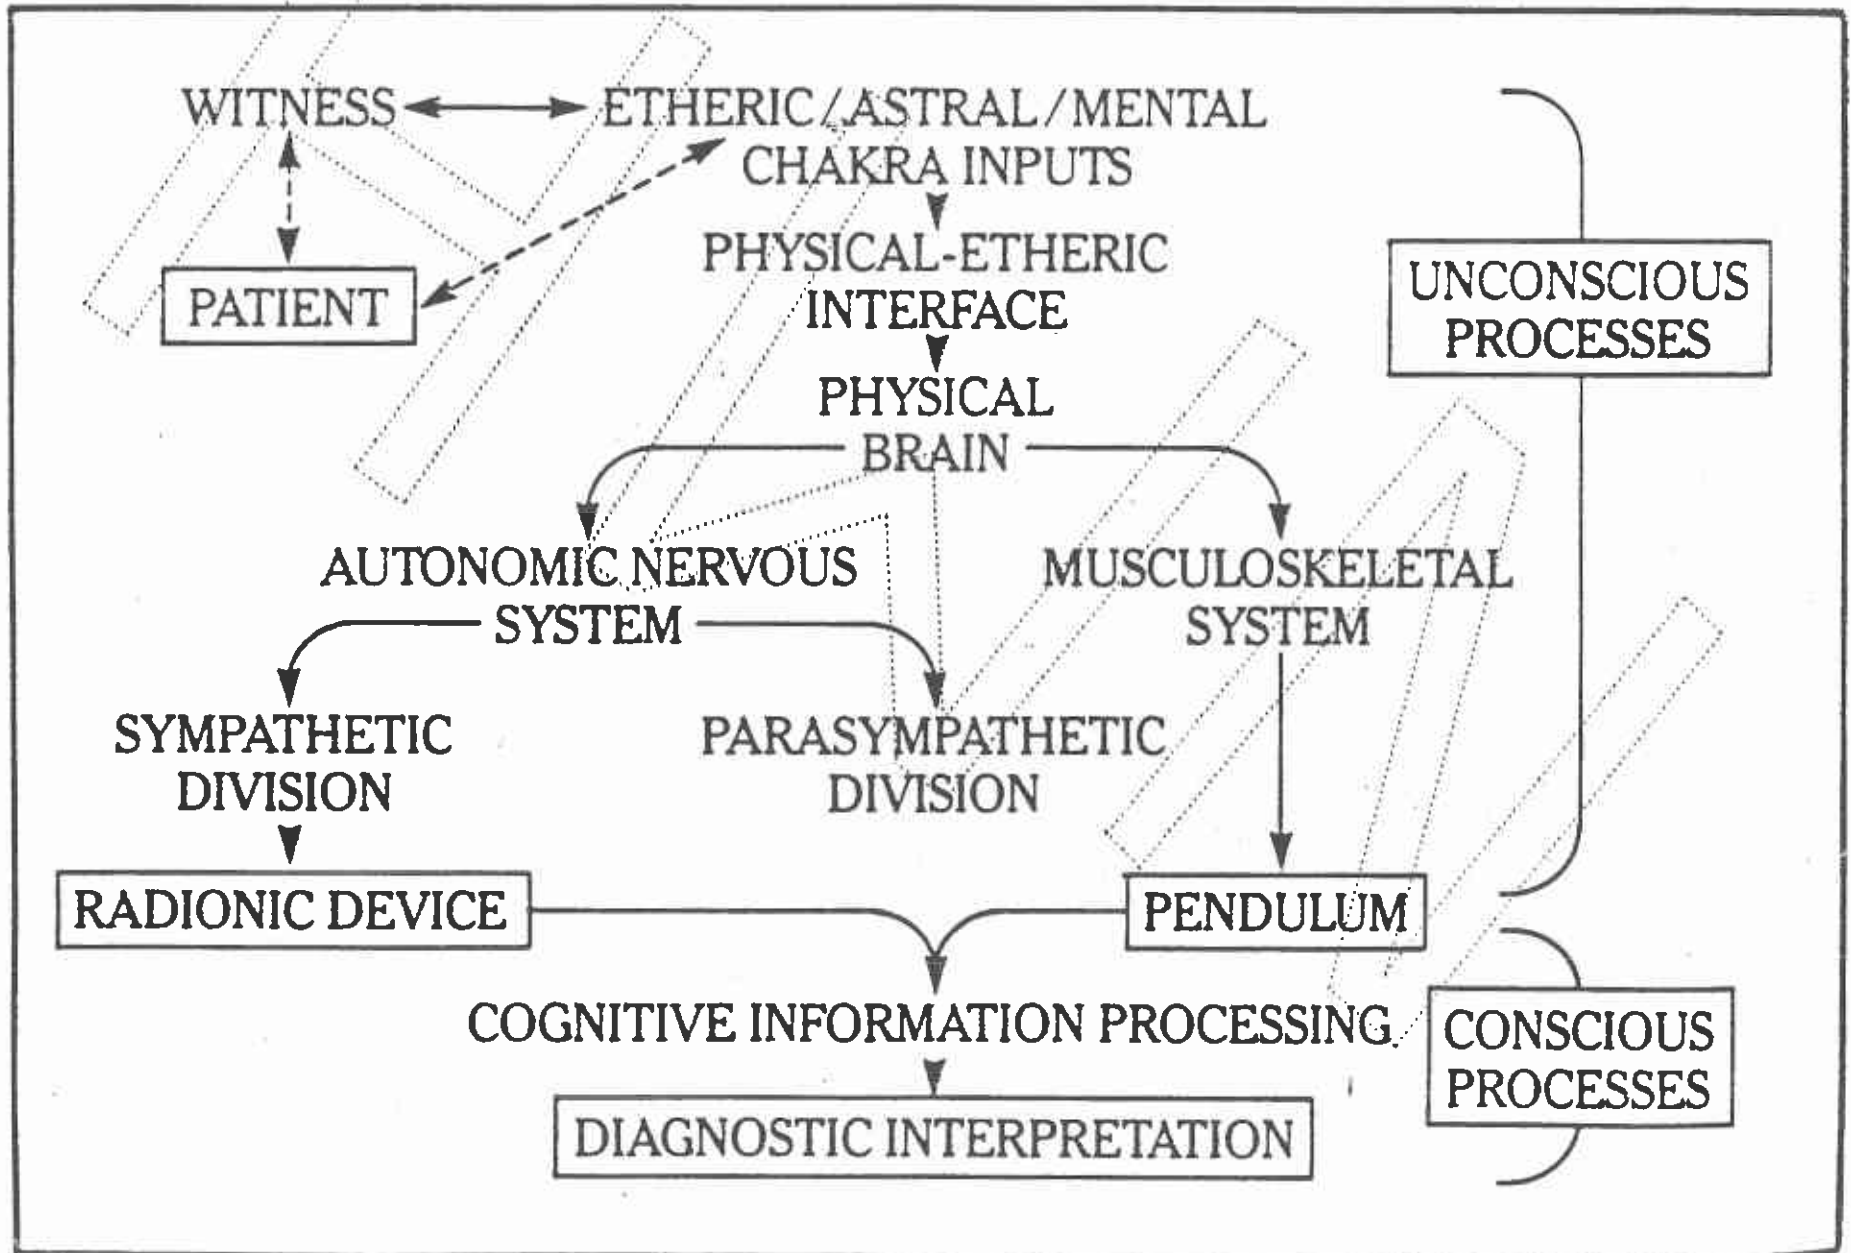 WITNESS
ETHERIC/ASTRAL/MENTAL
CHAKRA INPUTS
PATIENT
PHYSICAL-ETHERIC
INTERFACE
UNCONSCIOUS
PROCESSES
PHYSICAL
BRAIN
AUTONOMIC NERVOUS
SYSTEM
MUSCULOSKELETAL
SYSTEM
SYMPATHETIC
DIVISION
PARASYMPATHETIC
DIVISION
RADIONIC DEVICE
PENDULUM
COGNITIVE INFORMATION PROCESSING
CONSCIOUS
PROCESSES
DIAGNOSTIC INTERPRETATION